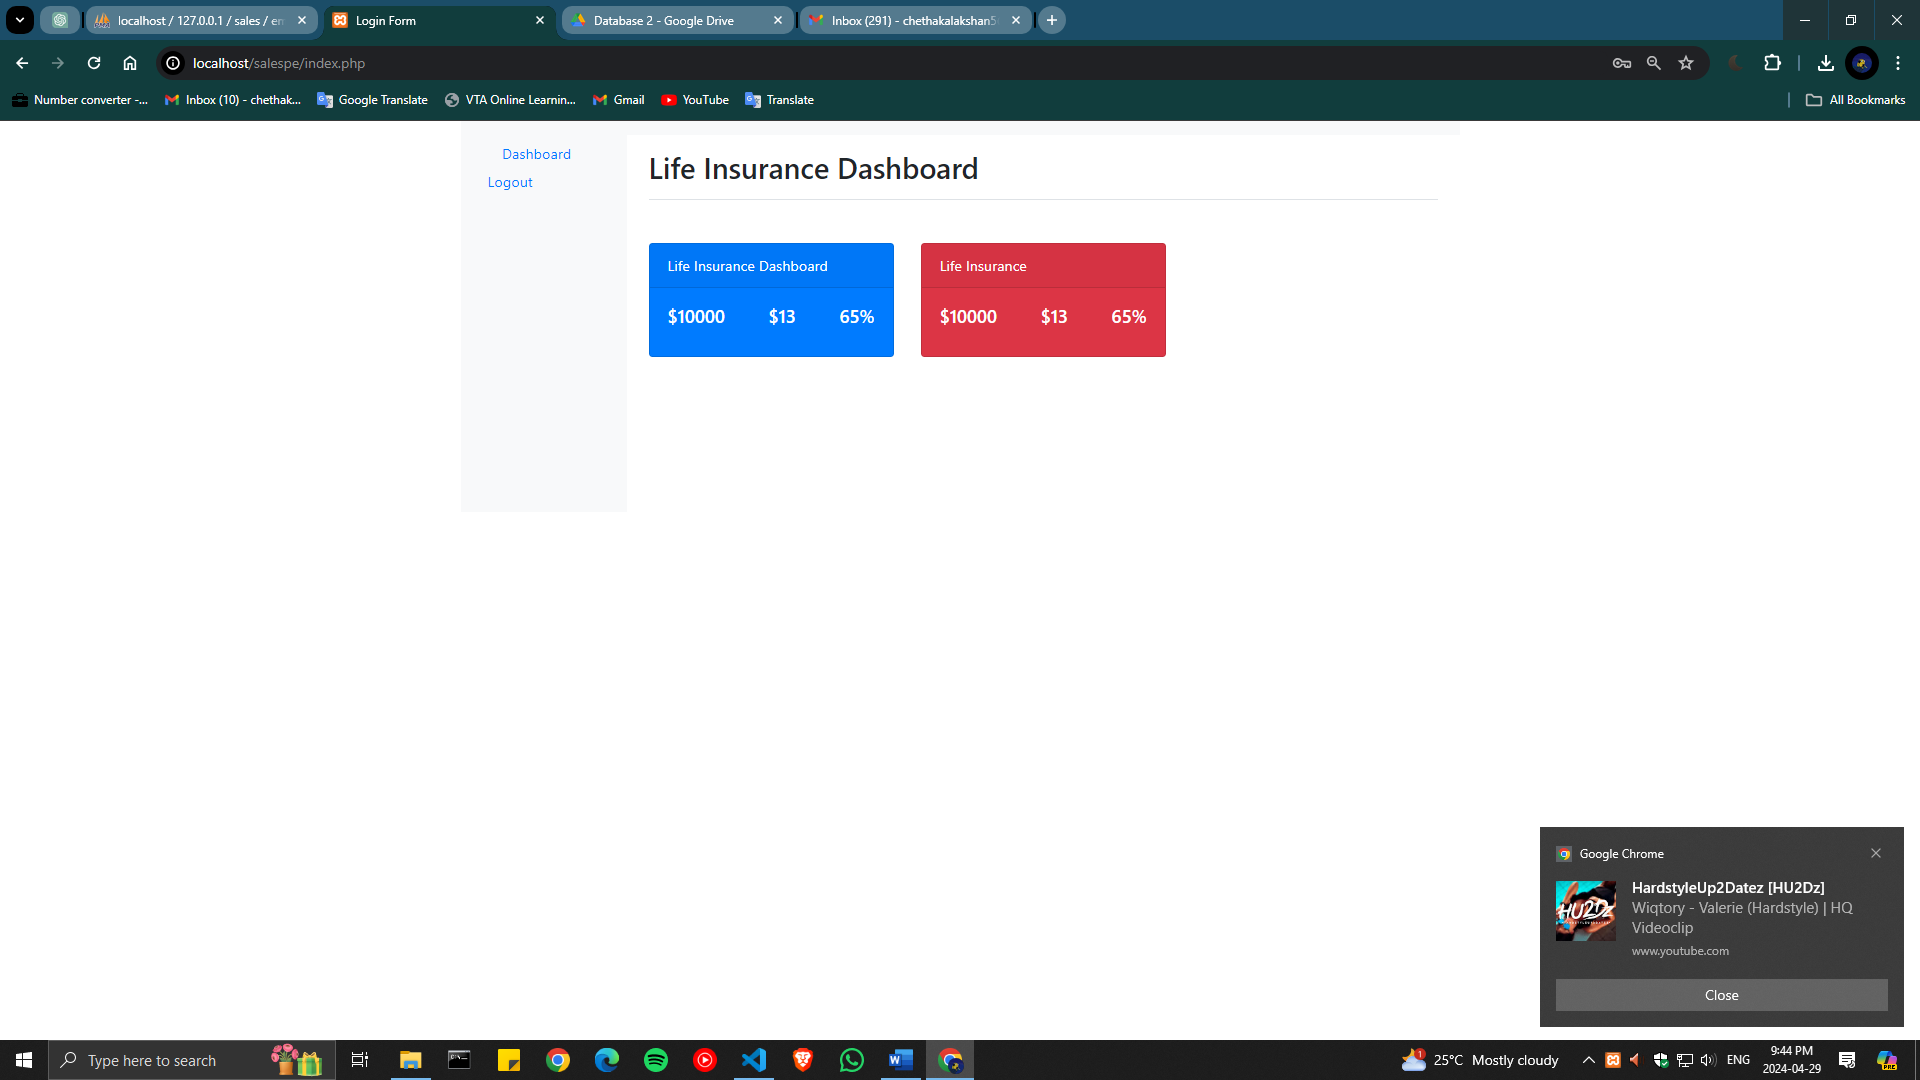 localhost / 127.0.0.1 / sales / em
Login Form
Database 2 - Google Drive
Inbox (291) - chethakalakshan5
localhost/salespe/index.php
Number converter -...
Inbox (10) - chethak...
Google Translate
VTA Online Learnin...
Gmail
YouTube
Translate
All Bookmarks
Dashboard
Logout
Life Insurance Dashboard
Life Insurance Dashboard
$10000 $13 65%
Life Insurance
$10000 $13 65%
Google Chrome
HU2Dz
HardstyleUp2Datez [HU2Dz]
Wiqtory - Valerie (Hardstyle) | HQ
Videoclip
www.youtube.com
Close
Type here to search
25°C Mostly cloudy
ENG
9:44 PM
2024-04-29